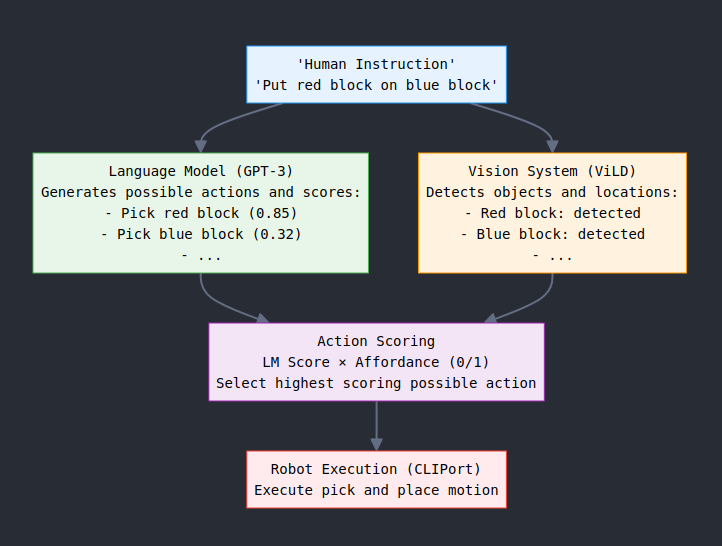 'Human Instruction'
'Put red block on blue block'
Language Model (GPT-3)
Generates possible actions and scores:
- Pick red block (0.85)
- Pick blue block (0.32)
- ...
Vision System (ViLD)
Detects objects and locations:
- Red block: detected
- Blue block: detected
- ...
Action Scoring
LM Score × Affordance (0/1)
Select highest scoring possible action
Robot Execution (CLIPort)
Execute pick and place motion